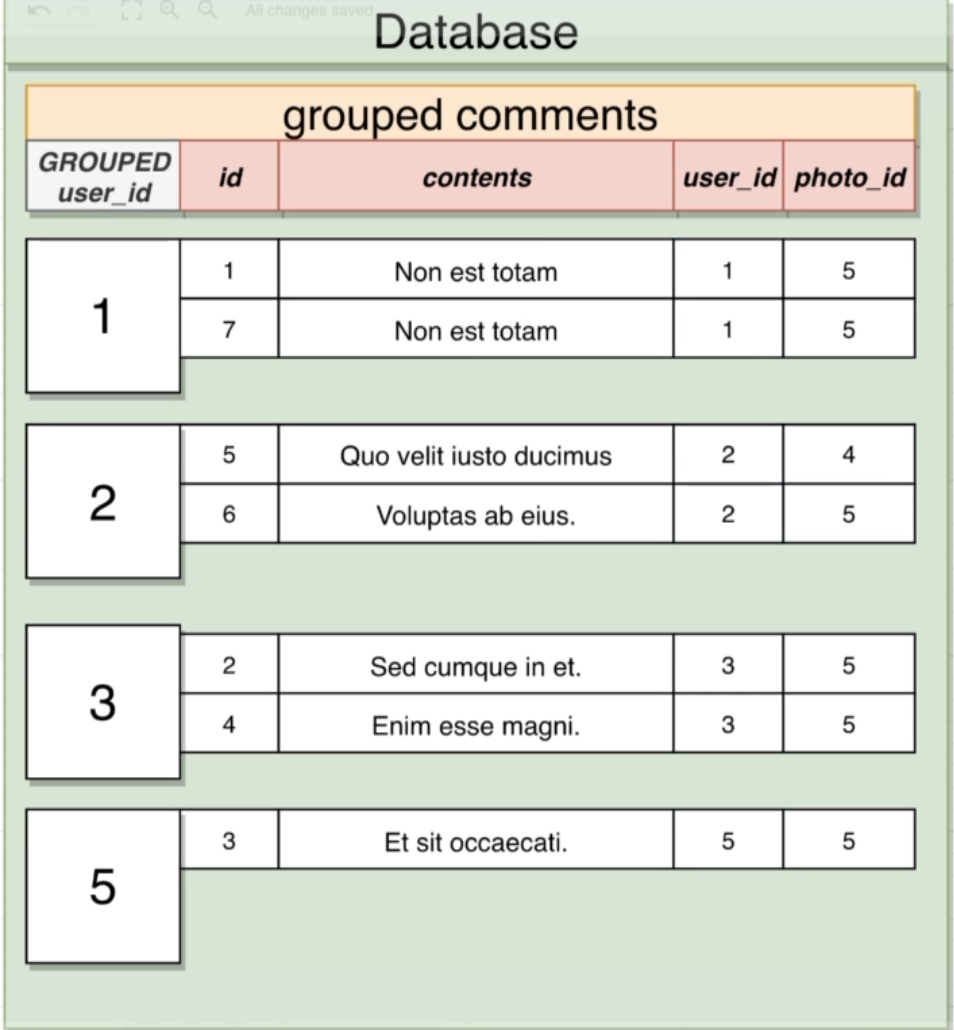 All changes saved
Database
grouped comments
GROUPED user_id id contents user_id photo_id
1
1 Non est totam 1 5
7 Non est totam 1 5
2
5 Quo velit iusto ducimus 2 4
6 Voluptas ab eius. 2 5
3
2 Sed cumque in et. 3 5
4 Enim esse magni. 3 5
5
3 Et sit occaecati. 5 5